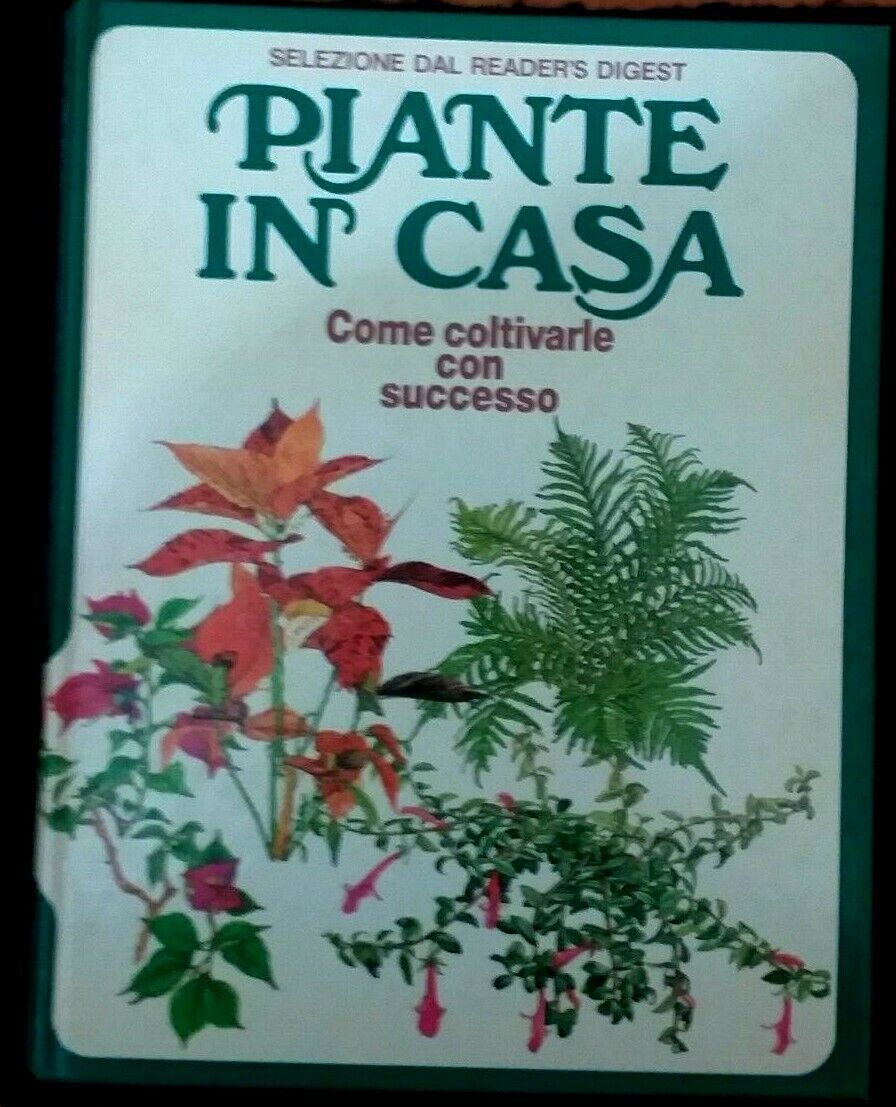 SELEZIONE DAL READER'S DIGEST
PIANTE
IN CASA
Come coltivarle
con
successo